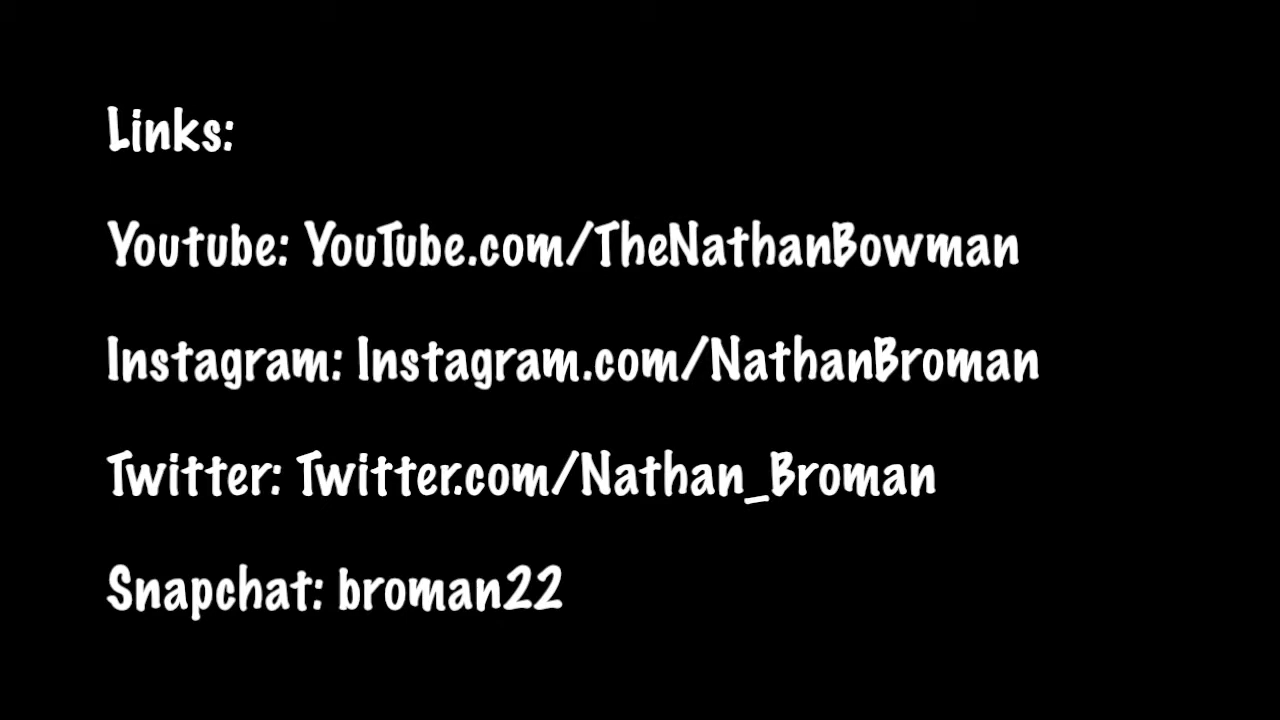 Links:
Youtube: YouTube.com/TheNathanBowman
Instagram: Instagram.com/NathanBroman
Twitter: Twitter.com/Nathan_Broman
Snapchat: broman22